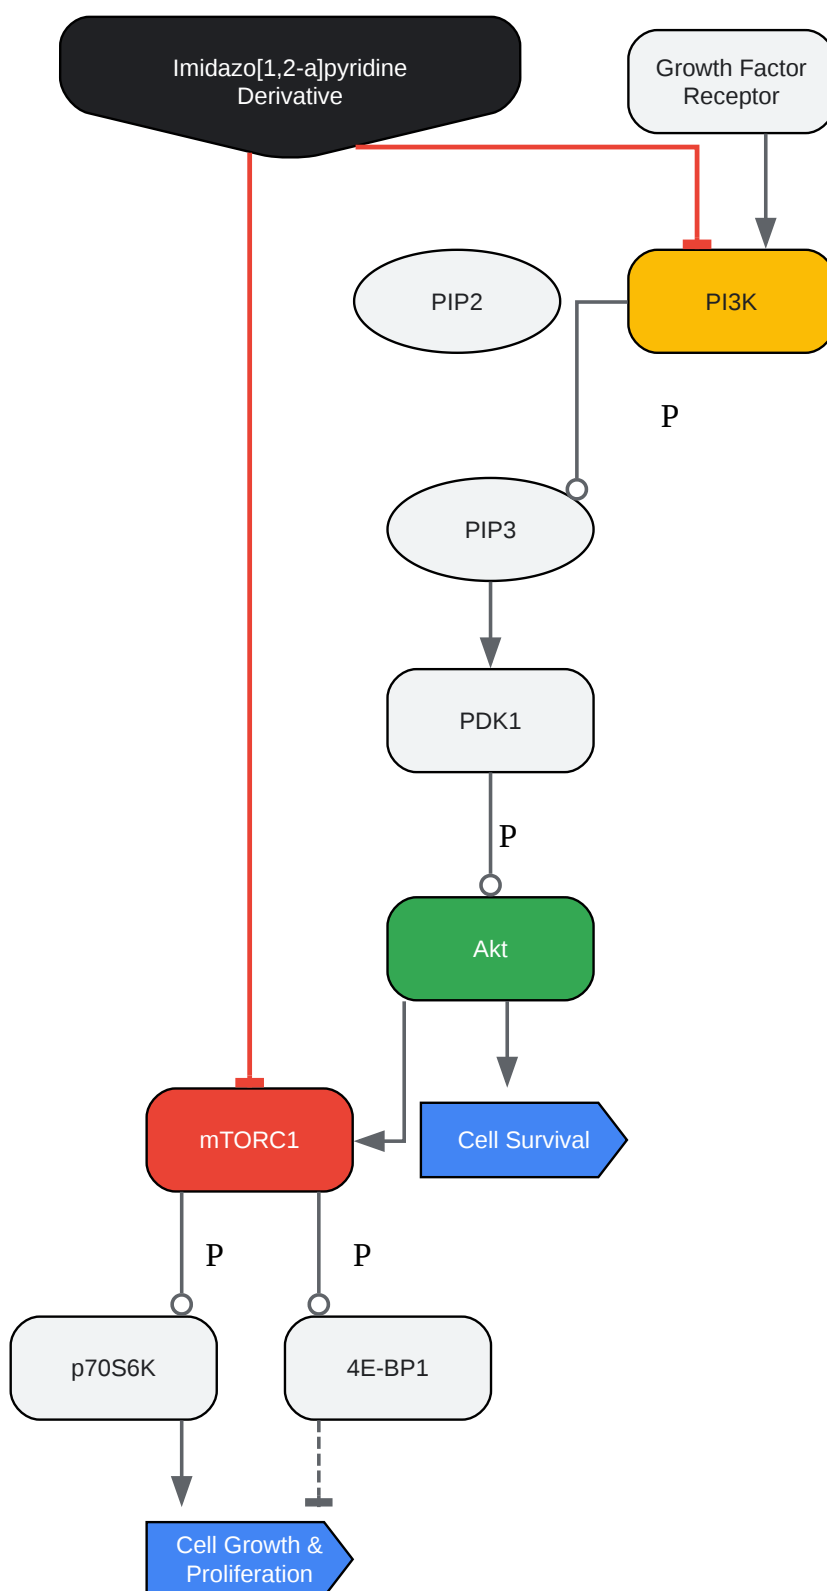 Imidazo[1,2-a]pyridine
Derivative
Growth Factor
Receptor
PIP2
PI3K
P
PIP3
PDK1
P
Akt
mTORC1
Cell Survival
P
P
p70S6K
4E-BP1
Cell Growth &
Proliferation